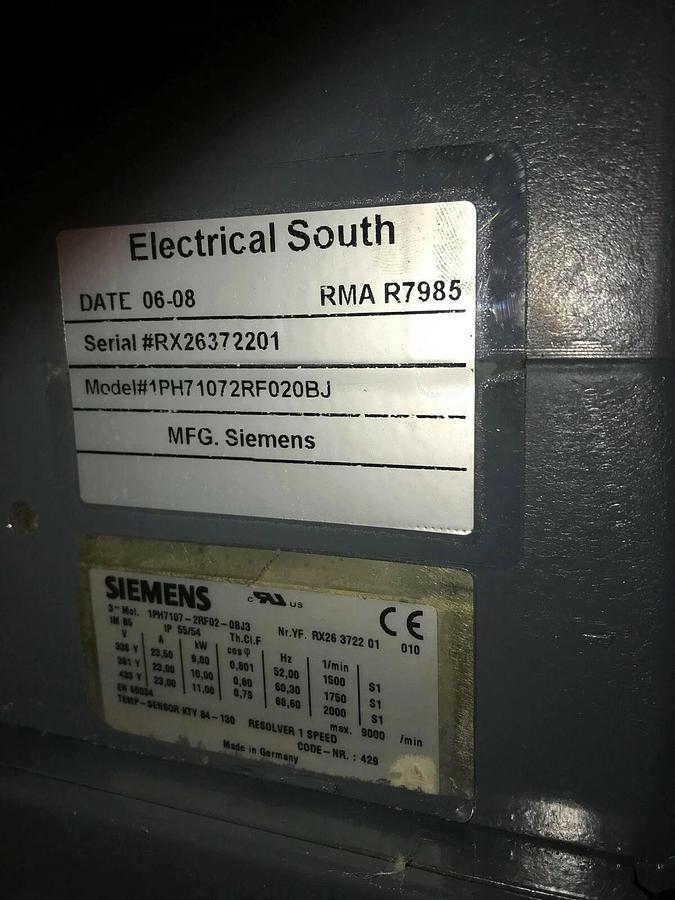 Electrical South
DATE 06-08 RMA R7985
Serial #RX26372201
Model#1PH71072RF020BJ
MFG. Siemens
SIEMENS
c RU US
CE
3~ Mot. 1PH7107-2RF02-0BJ3 Nr.YF. RX26 3722 01 010
IM B5 IP 55/54 Th.Cl.F
V A kW cosφ Hz 1/min
336 Y 23,50 9,00 0,801 52,00 1500 S1
381 Y 23,00 10,00 0,80 60,30 1750 S1
433 Y 23,00 11,00 0,79 68,60 2000 S1
EN 60034 max. 9000 /min
TEMP-SENSOR KTY 84-130 RESOLVER 1 SPEED
Made in Germany CODE-NR.: 429